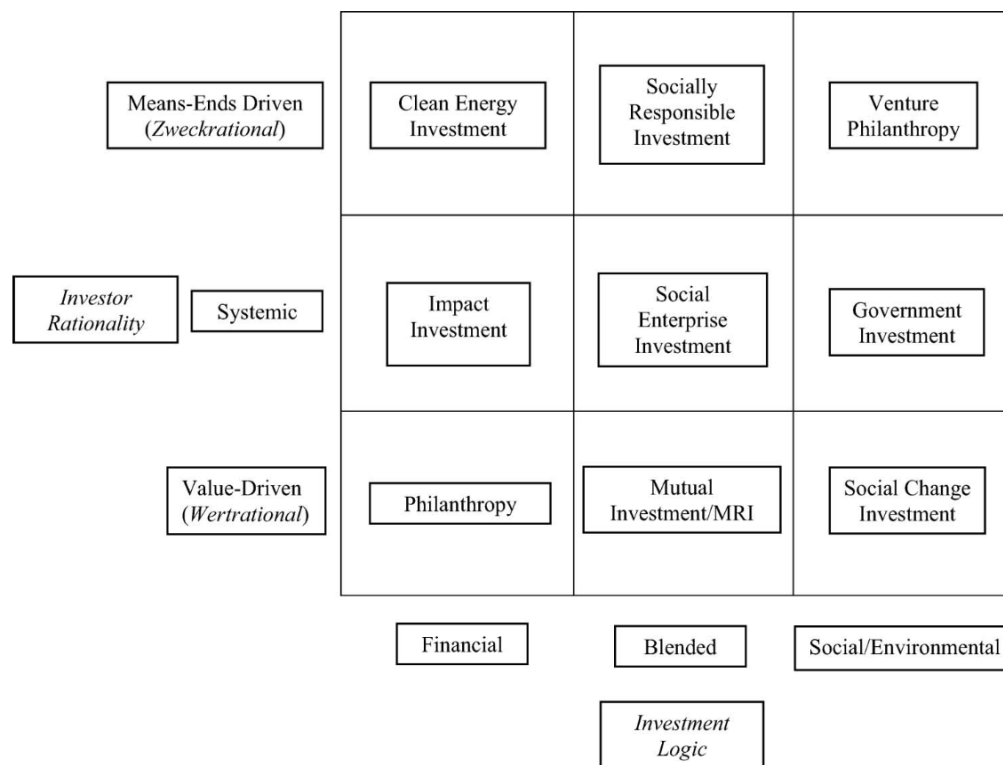 Means-Ends Driven
(Zweckrational)
Clean Energy
Investment
Socially
Responsible
Investment
Venture
Philanthropy
Investor
Rationality
Systemic
Impact
Investment
Social
Enterprise
Investment
Government
Investment
Value-Driven
(Wertrational)
Philanthropy
Mutual
Investment/MRI
Social Change
Investment
Financial
Blended
Social/Environmental
Investment
Logic